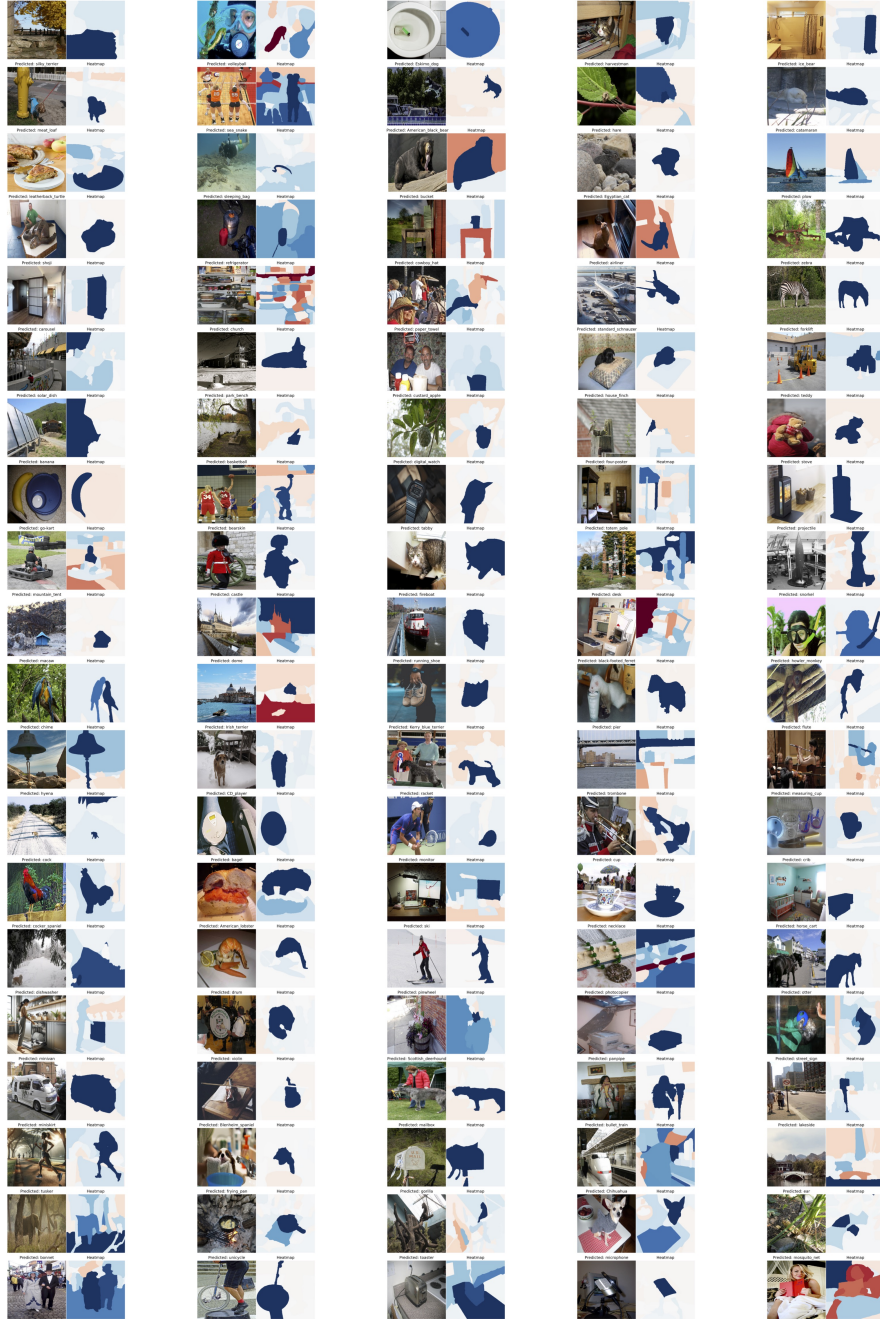 Predicted: silky_terrier Heatmap Predicted: volleyball Heatmap Predicted: Eskimo_dog Heatmap Predicted: harvestman Heatmap Predicted: ice_bear Heatmap
Predicted: meat_loaf Heatmap Predicted: sea_snake Heatmap Predicted: American_black_bear Heatmap Predicted: hare Heatmap Predicted: catamaran Heatmap
Predicted: leatherback_turtle Heatmap Predicted: sleeping_bag Heatmap Predicted: bucket Heatmap Predicted: Egyptian_cat Heatmap Predicted: plow Heatmap
Predicted: shoji Heatmap Predicted: refrigerator Heatmap Predicted: cowboy_hat Heatmap Predicted: airliner Heatmap Predicted: zebra Heatmap
Predicted: carousel Heatmap Predicted: church Heatmap Predicted: paper_towel Heatmap Predicted: standard_schnauzer Heatmap Predicted: forklift Heatmap
Predicted: solar_dish Heatmap Predicted: park_bench Heatmap Predicted: custard_apple Heatmap Predicted: house_finch Heatmap Predicted: teddy Heatmap
Predicted: banana Heatmap Predicted: basketball Heatmap Predicted: digital_watch Heatmap Predicted: four-poster Heatmap Predicted: stove Heatmap
Predicted: go-kart Heatmap Predicted: bearskin Heatmap Predicted: tabby Heatmap Predicted: totem_pole Heatmap Predicted: projectile Heatmap
Predicted: mountain_tent Heatmap Predicted: castle Heatmap Predicted: fireboat Heatmap Predicted: desk Heatmap Predicted: snorkel Heatmap
Predicted: macaw Heatmap Predicted: dome Heatmap Predicted: running_shoe Heatmap Predicted: black-footed_ferret Heatmap Predicted: howler_monkey Heatmap
Predicted: chime Heatmap Predicted: Irish_terrier Heatmap Predicted: Kerry_blue_terrier Heatmap Predicted: pier Heatmap Predicted: flute Heatmap
Predicted: hyena Heatmap Predicted: CD_player Heatmap Predicted: racket Heatmap Predicted: trombone Heatmap Predicted: measuring_cup Heatmap
Predicted: cock Heatmap Predicted: bagel Heatmap Predicted: monitor Heatmap Predicted: cup Heatmap Predicted: crib Heatmap
Predicted: cocker_spaniel Heatmap Predicted: American_lobster Heatmap Predicted: ski Heatmap Predicted: necklace Heatmap Predicted: horse_cart Heatmap
Predicted: dishwasher Heatmap Predicted: drum Heatmap Predicted: pinwheel Heatmap Predicted: photocopier Heatmap Predicted: otter Heatmap
Predicted: minivan Heatmap Predicted: violin Heatmap Predicted: Scottish_deerhound Heatmap Predicted: panpipe Heatmap Predicted: street_sign Heatmap
Predicted: miniskirt Heatmap Predicted: Blenheim_spaniel Heatmap Predicted: mailbox Heatmap Predicted: bullet_train Heatmap Predicted: lakeside Heatmap
Predicted: tusker Heatmap Predicted: frying_pan Heatmap Predicted: gorilla Heatmap Predicted: Chihuahua Heatmap Predicted: ear Heatmap
Predicted: bonnet Heatmap Predicted: unicycle Heatmap Predicted: toaster Heatmap Predicted: microphone Heatmap Predicted: mosquito_net Heatmap